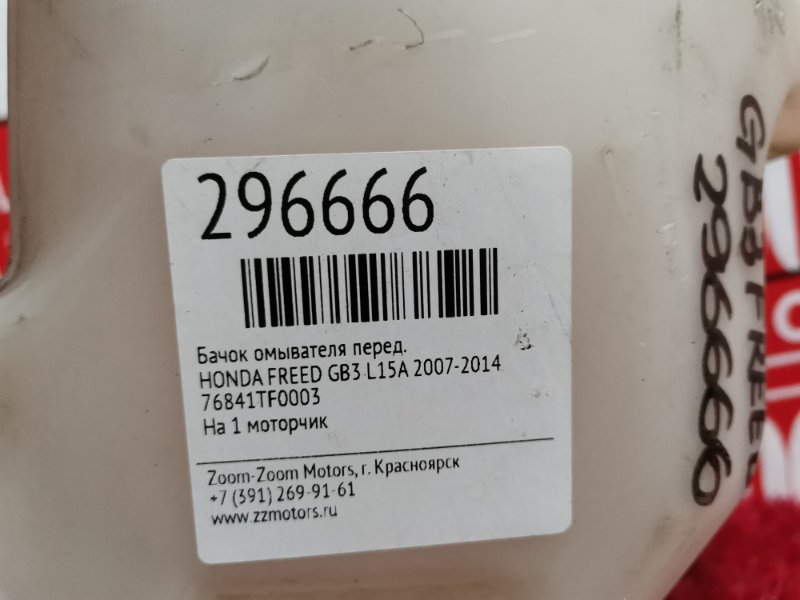 296666
Бачок омывателя перед.
HONDA FREED GB3 L15A 2007-2014
76841TF0003
На 1 моторчик
Zoom-Zoom Motors, г. Красноярск
+7 (391) 269-91-61
www.zzmotors.ru
GB3 FREED
296666